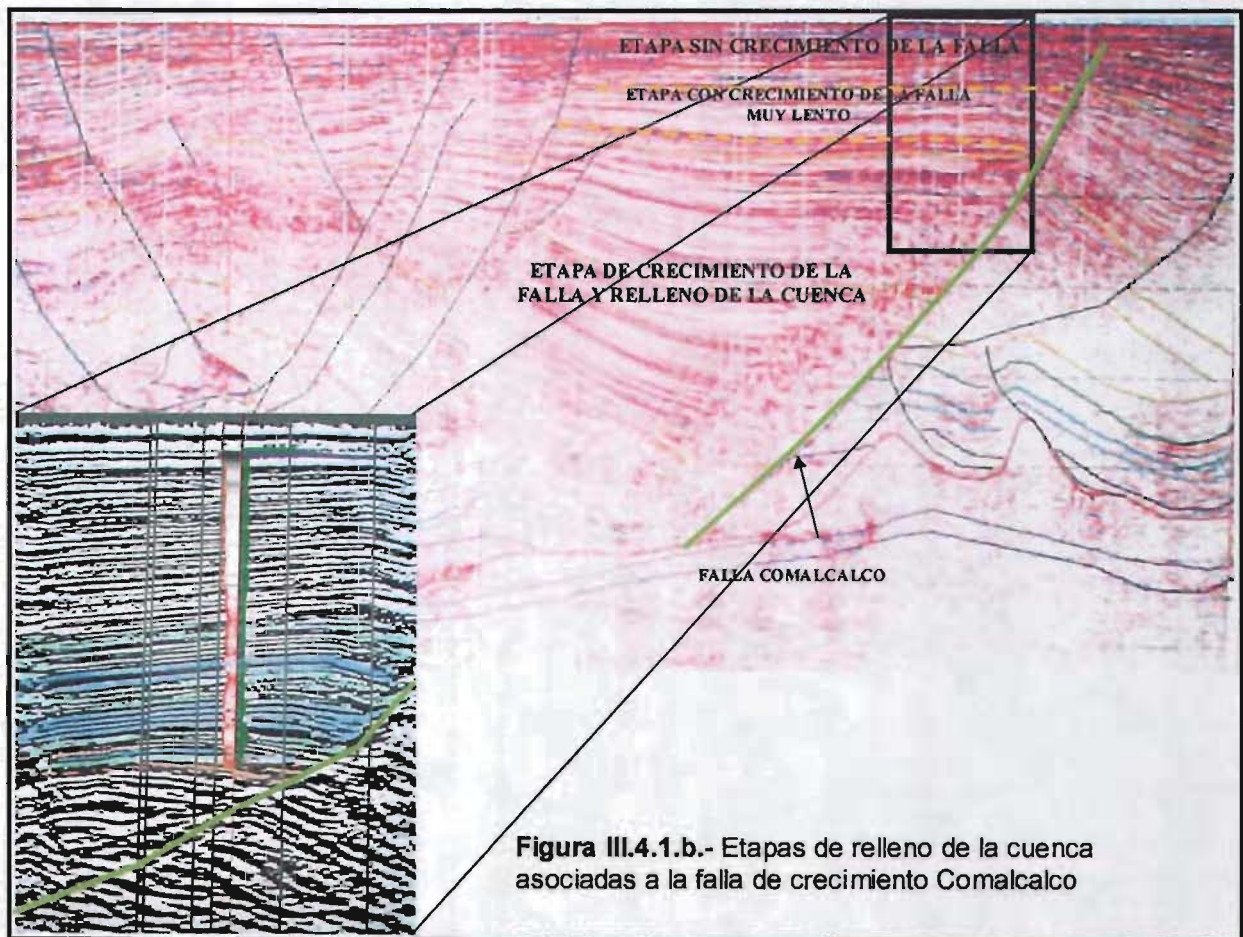 ETAPA SIN CRECIMIENTO DE LA FALLA
ETAPA CON CRECIMIENTO DE LA FALLA
MUY LENTO
ETAPA DE CRECIMIENTO DE LA
FALLA Y RELLENO DE LA CUENCA
FALLA COMALCALCO
Figura III.4.1.b.- Etapas de relleno de la cuenca
asociadas a la falla de crecimiento Comalcalco